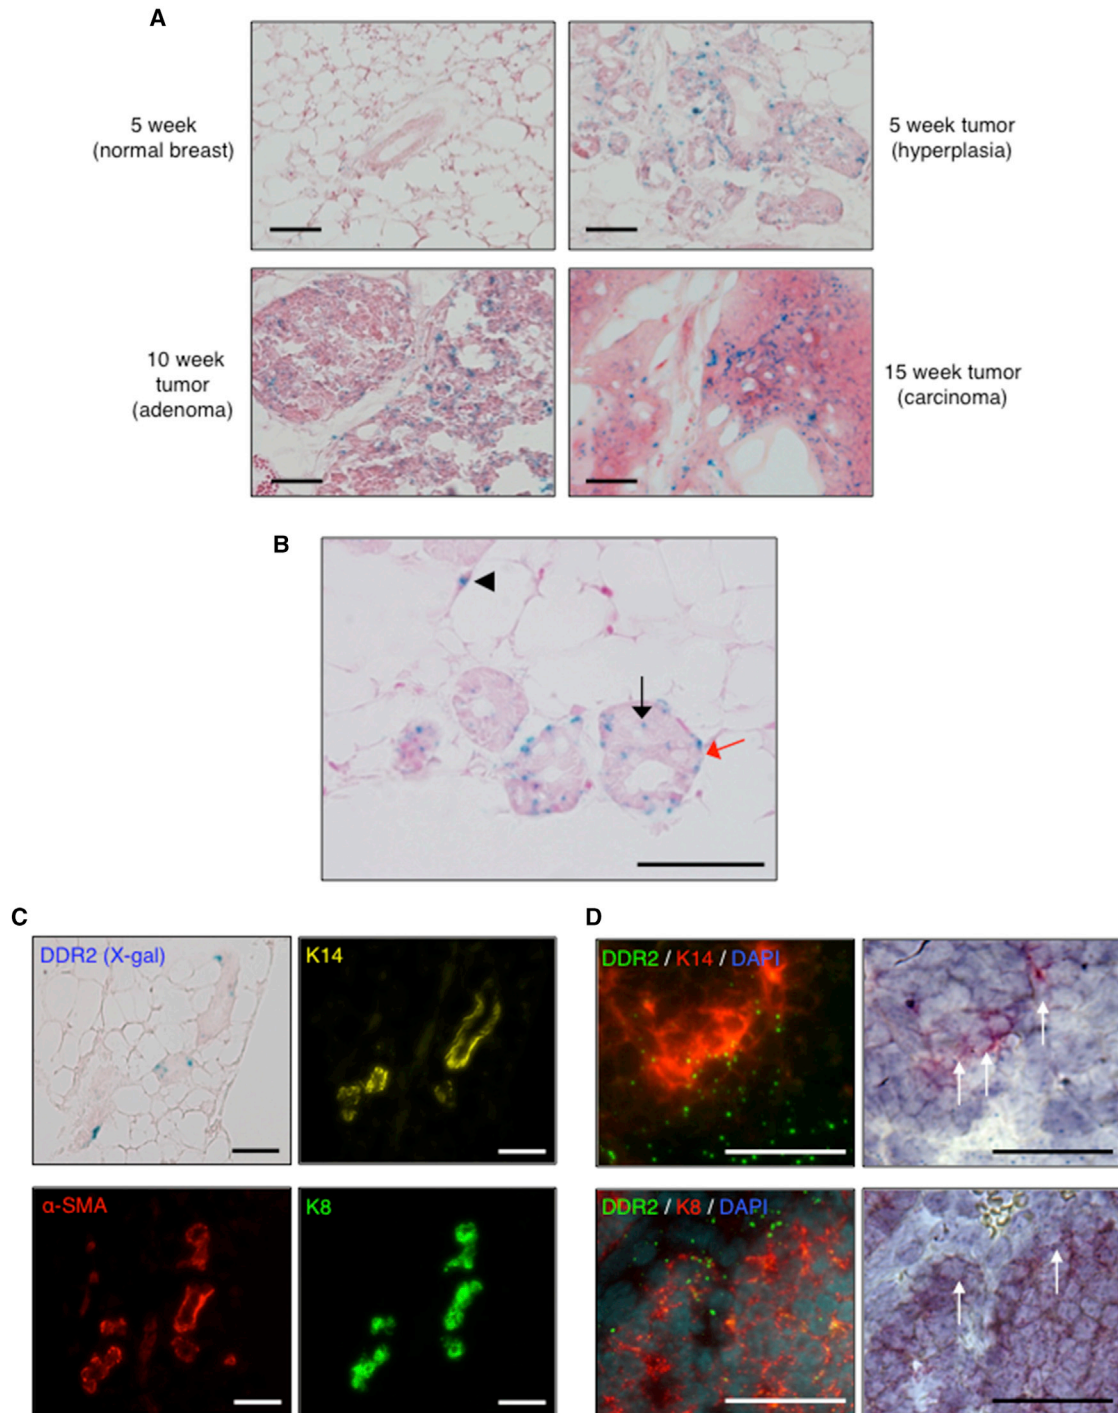 A
5 week
(normal breast)
5 week tumor
(hyperplasia)
10 week
tumor
(adenoma)
15 week tumor
(carcinoma)
B
C
DDR2 (X-gal)
K14
α-SMA
K8
D
DDR2 / K14 / DAPI
DDR2 / K8 / DAPI